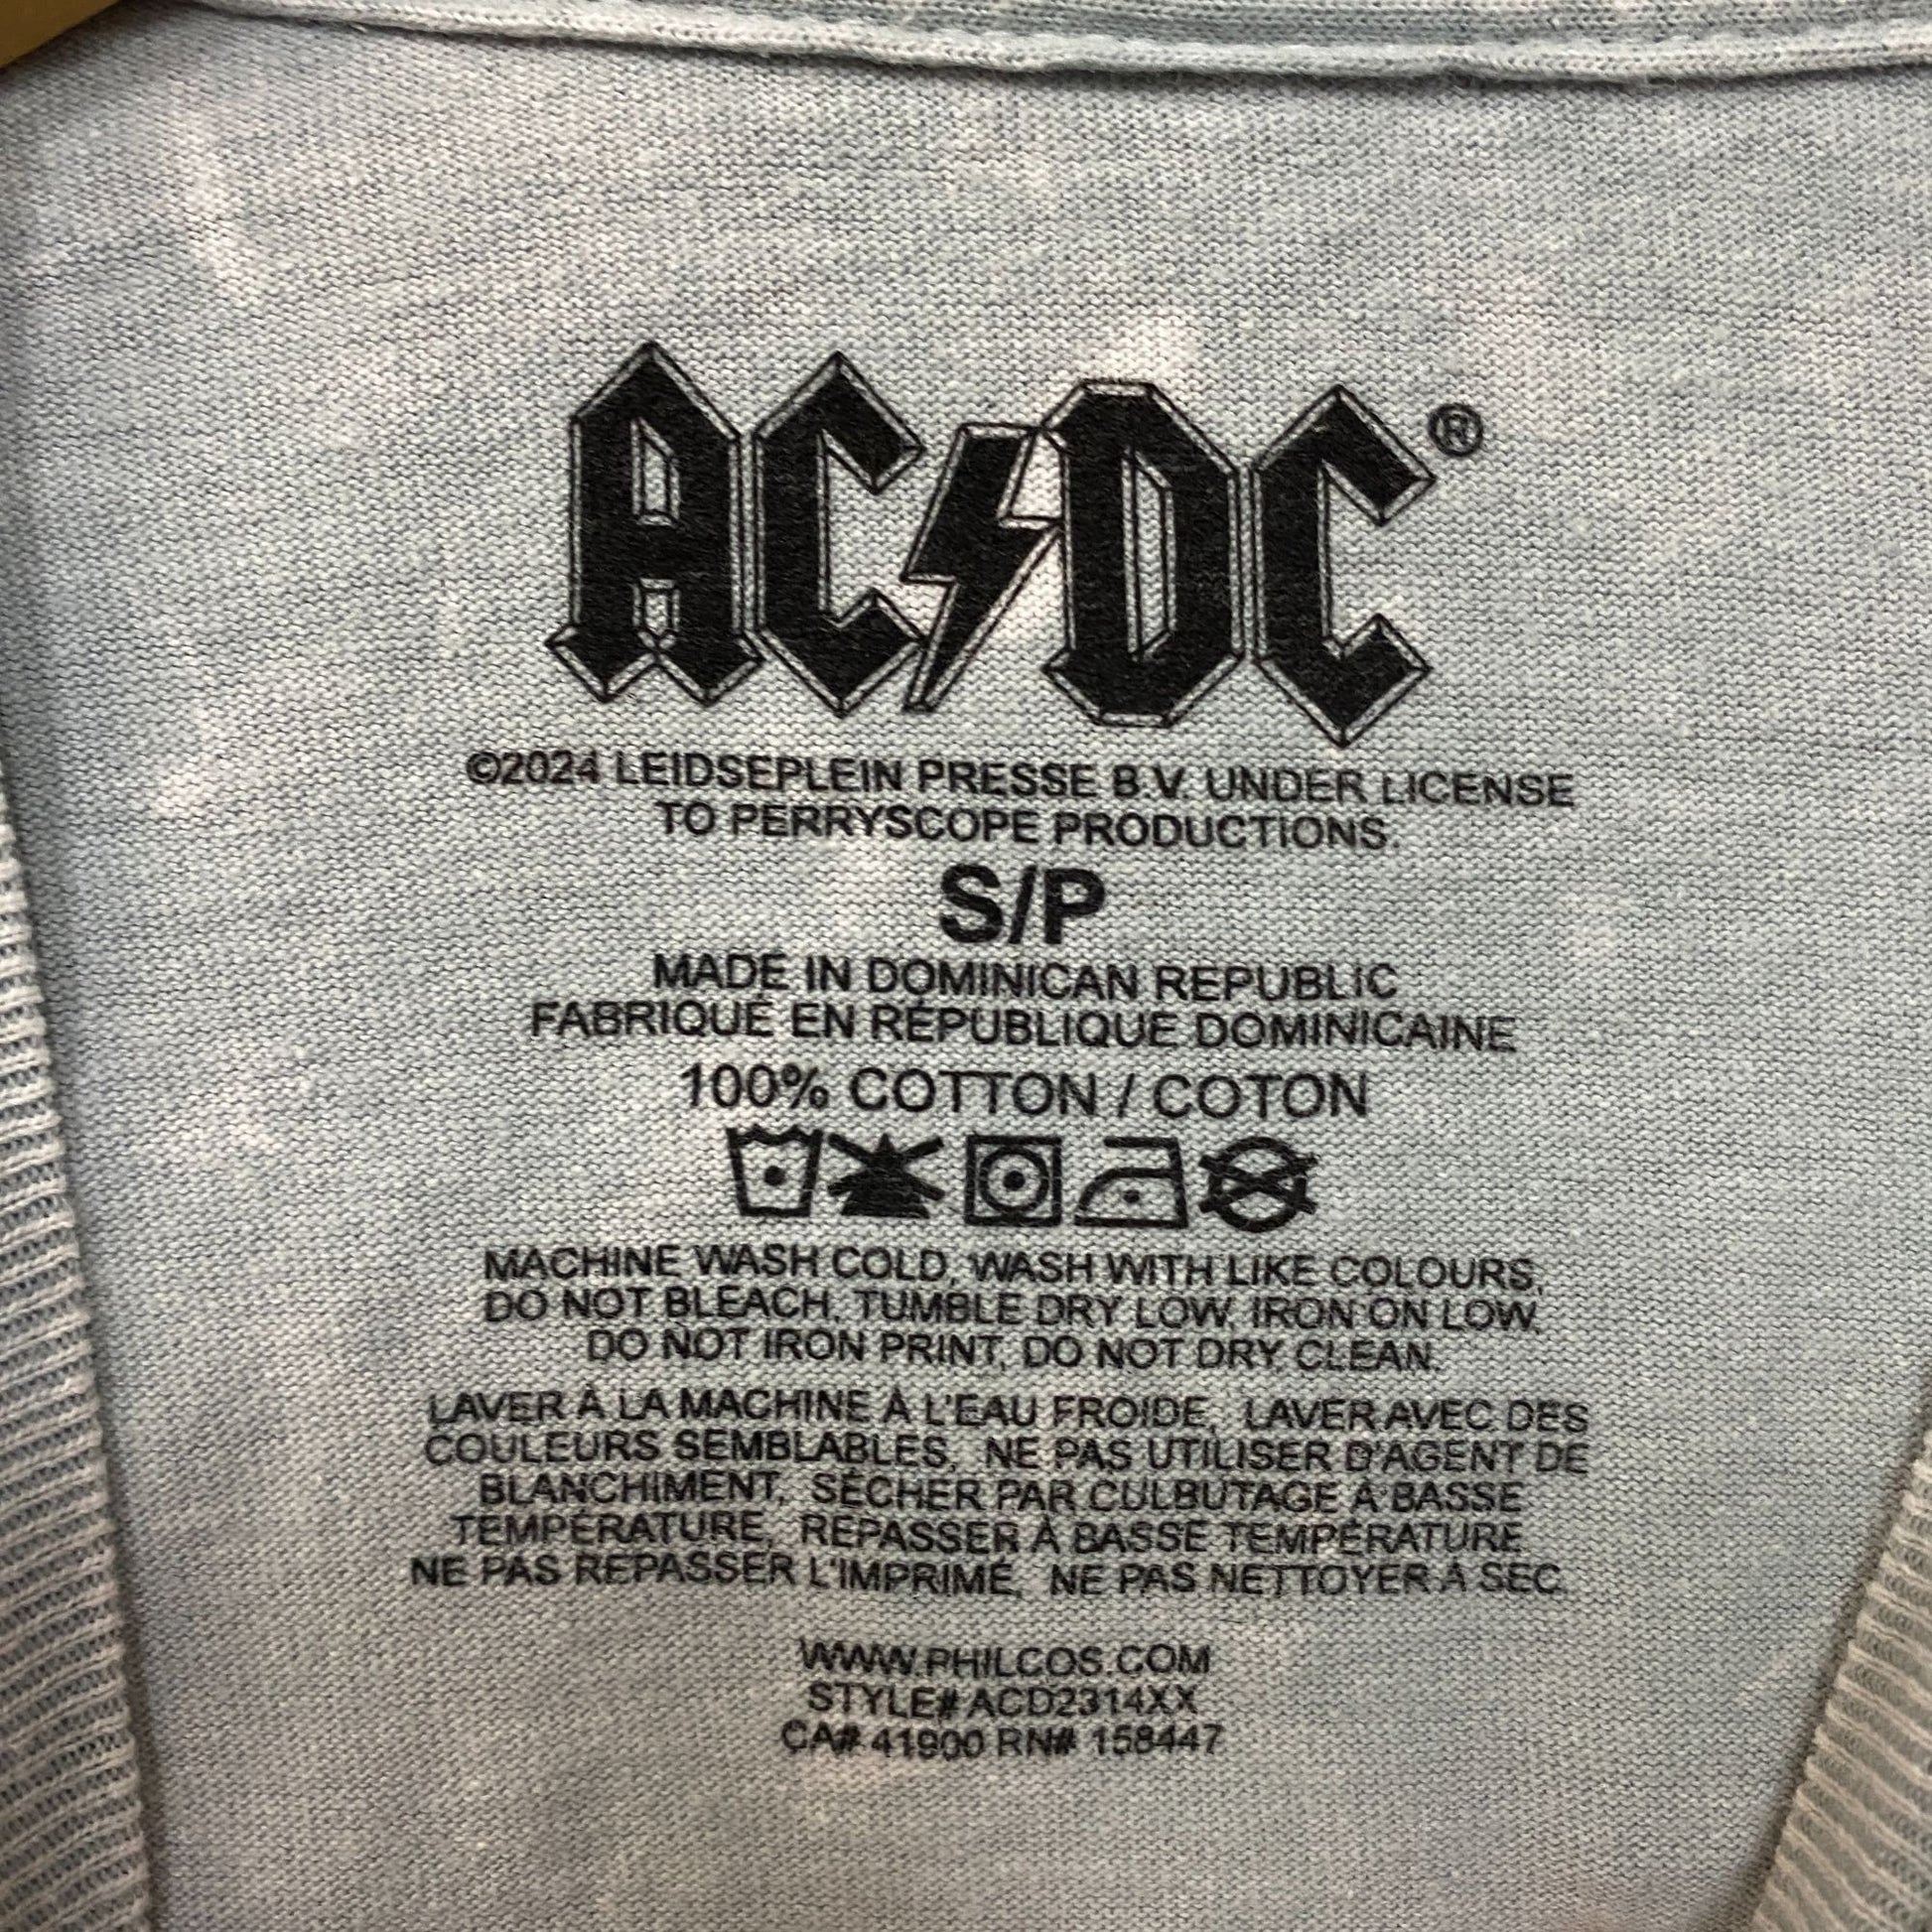 AC/DC®
©2024 LEIDSEPLEIN PRESSE B.V. UNDER LICENSE
TO PERRYSCOPE PRODUCTIONS.
S/P
MADE IN DOMINICAN REPUBLIC
FABRIQUÉ EN RÉPUBLIQUE DOMINICAINE
100% COTTON / COTON
MACHINE WASH COLD, WASH WITH LIKE COLOURS,
DO NOT BLEACH, TUMBLE DRY LOW, IRON ON LOW,
DO NOT IRON PRINT, DO NOT DRY CLEAN.
LAVER À LA MACHINE À L'EAU FROIDE, LAVER AVEC DES
COULEURS SEMBLABLES, NE PAS UTILISER D'AGENT DE
BLANCHIMENT, SÉCHER PAR CULBUTAGE À BASSE
TEMPÉRATURE, REPASSER À BASSE TEMPÉRATURE
NE PAS REPASSER L'IMPRIMÉ, NE PAS NETTOYER À SEC.
WWW.PHILCOS.COM
STYLE# ACD2314XX
CA# 41900 RN# 158447